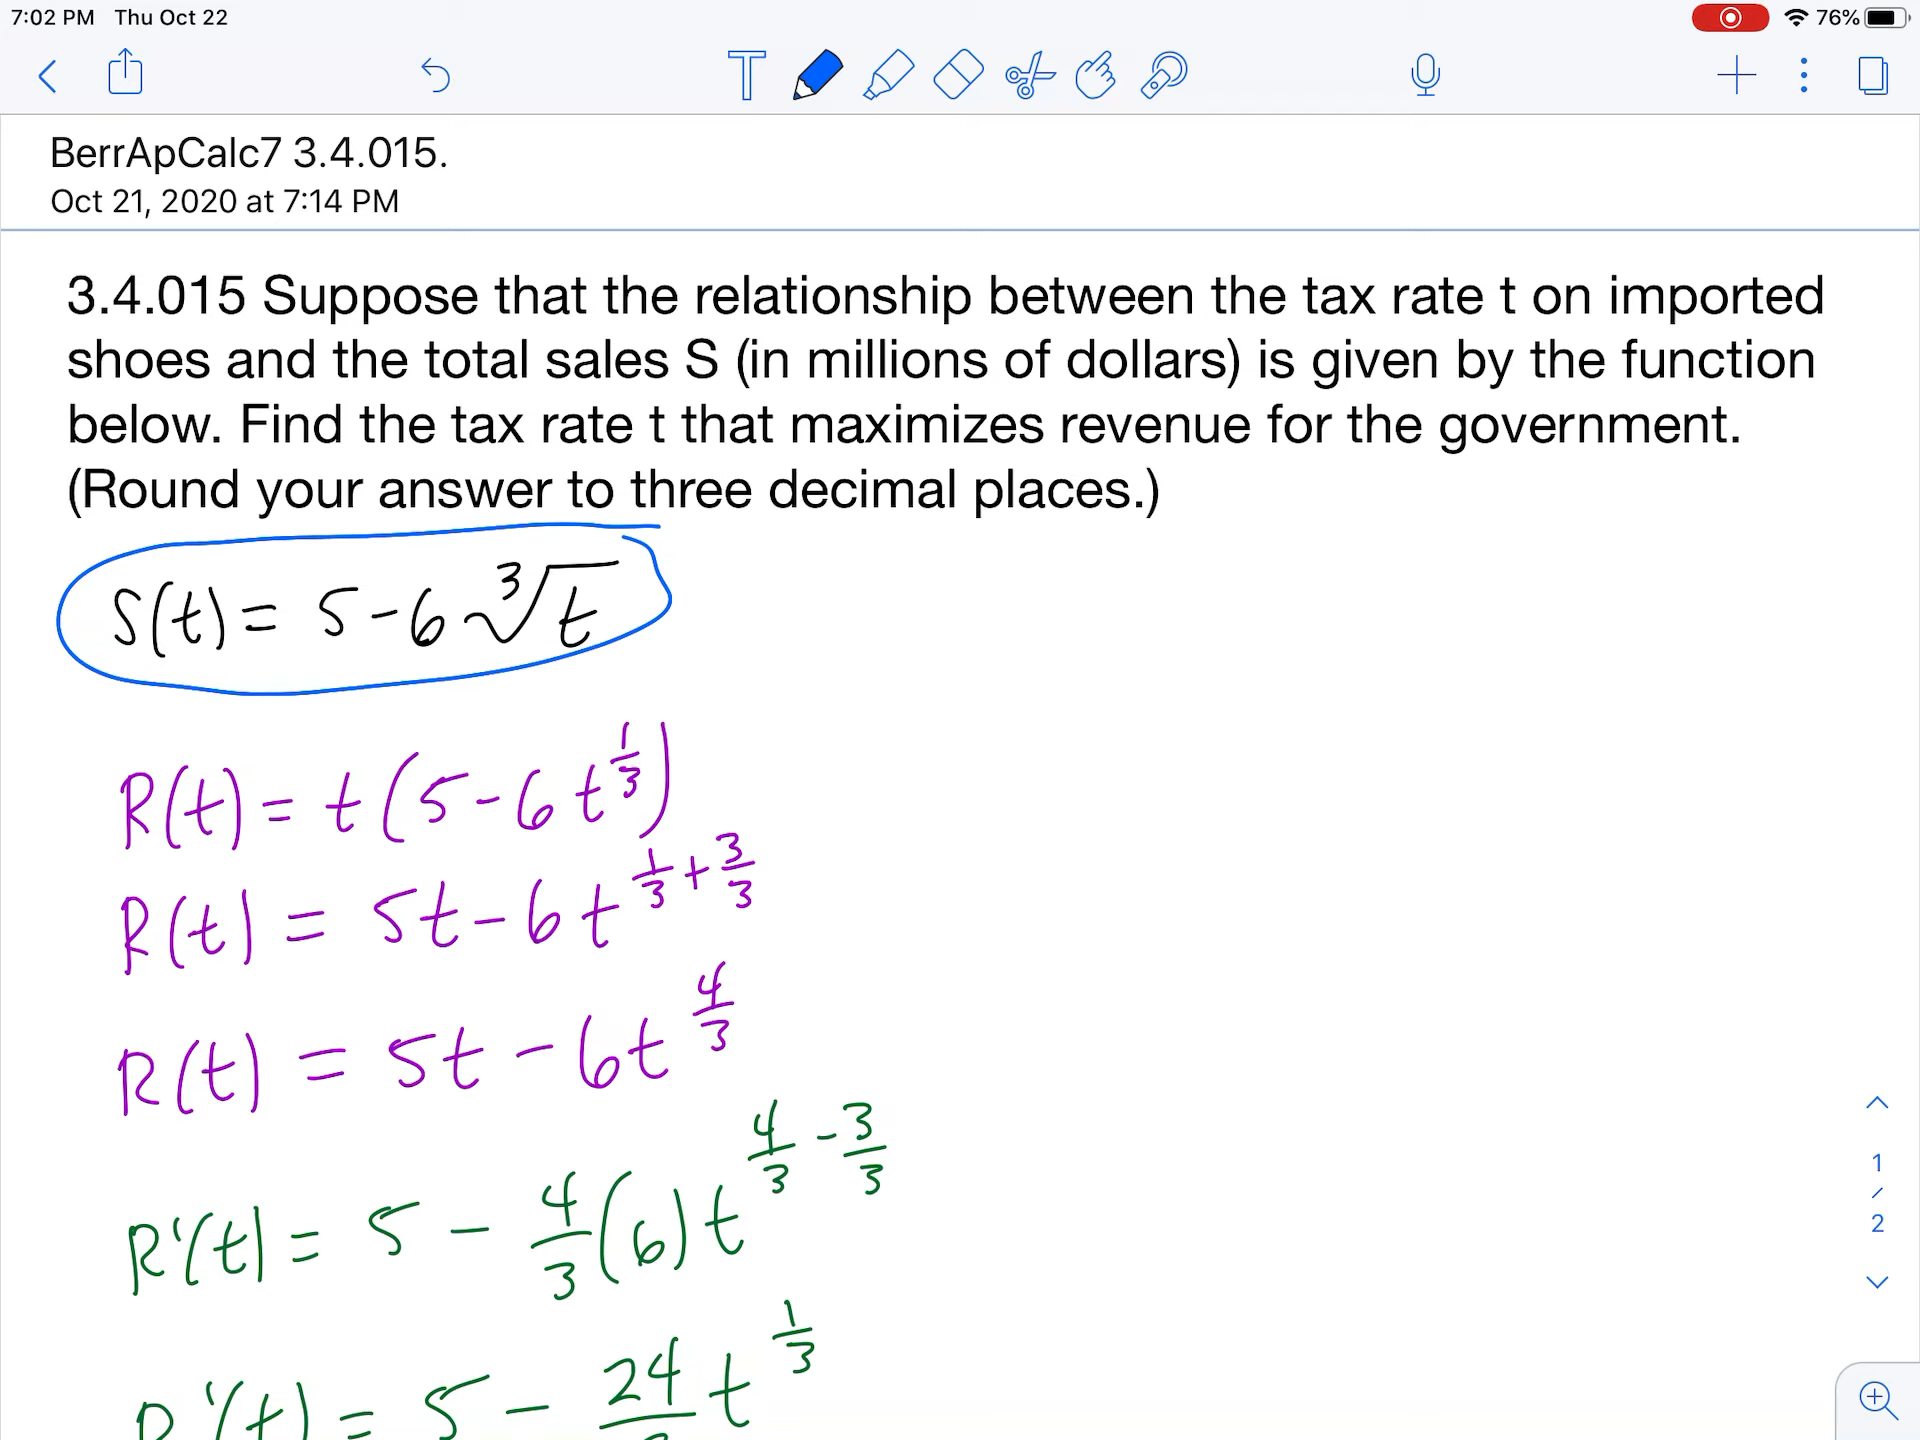 7:02 PM Thu Oct 22 76%
BerrApCalc7 3.4.015.
Oct 21, 2020 at 7:14 PM
3.4.015 Suppose that the relationship between the tax rate t on imported
shoes and the total sales S (in millions of dollars) is given by the function
below. Find the tax rate t that maximizes revenue for the government.
(Round your answer to three decimal places.)
S(t) = 5 - 6 ∛t
R(t) = t(5 - 6t^(1/3))
R(t) = 5t - 6t^(1/3 + 3/3)
R(t) = 5t - 6t^(4/3)
R'(t) = 5 - 4/3 (6) t^(4/3 - 3/3)
R'(t) = 5 - 24/3 t^(1/3)
1
/
2